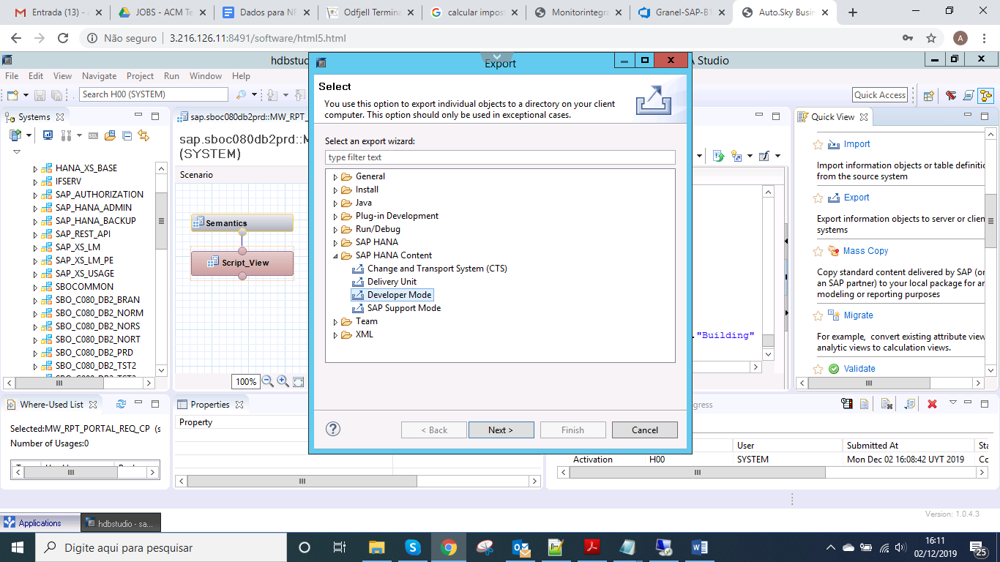 Entrada (13) - A
JOBS - ACM Te
Dados para NF
Odfjell Termina
calcular impost
Monitorintegra
Granel-SAP-B1
Auto.Sky Busin
Não seguro
3.216.126.11:8491/software/html5.html
A
hdbstu
Export
A Studio
File Edit View Navigate Project Run Window Help
Search H00 (SYSTEM)
Quick Access
Systems
HANA_XS_BASE
IFSERV
SAP_AUTHORIZATION
SAP_HANA_ADMIN
SAP_HANA_BACKUP
SAP_REST_API
SAP_XS_LM
SAP_XS_LM_PE
SAP_XS_USAGE
SBOCOMMON
SBO_C080_DB2_BRAN
SBO_C080_DB2_NORM
SBO_C080_DB2_NORS
SBO_C080_DB2_NORT
SBO_C080_DB2_PRD
SBO_C080_DB2_TST2
sap.sboc080db2prd::MW_RPT_
sap.sboc080db2prd::M
(SYSTEM)
Scenario
Semantics
Script_View
100%
Select
You use this option to export individual objects to a directory on your client
computer. This option should only be used in exceptional cases.
Select an export wizard:
type filter text
General
Install
Java
Plug-in Development
Run/Debug
SAP HANA
SAP HANA Content
Change and Transport System (CTS)
Delivery Unit
Developer Mode
SAP Support Mode
Team
XML
< Back
Next >
Finish
Cancel
."Building"
Quick View
Import
Import information objects or table definitio
from the source system
Export
Export information objects to server or clien
systems
Mass Copy
Copy standard content delivered by SAP (or
an SAP partner) to your local package for an
modeling or reporting purposes
Migrate
For example, convert existing attribute view
analytic views to calculation views.
Validate
Where-Used List
Selected:MW_RPT_PORTAL_REQ_CP (s
Number of Usages:0
Properties
Property
gress
User
Submitted At
Sta
Activation
H00
SYSTEM
Mon Dec 02 16:08:42 UYT 2019
Co
Version: 1.0.4.3
Applications
hdbstudio - sa...
Digite aqui para pesquisar
16:11
02/12/2019
25